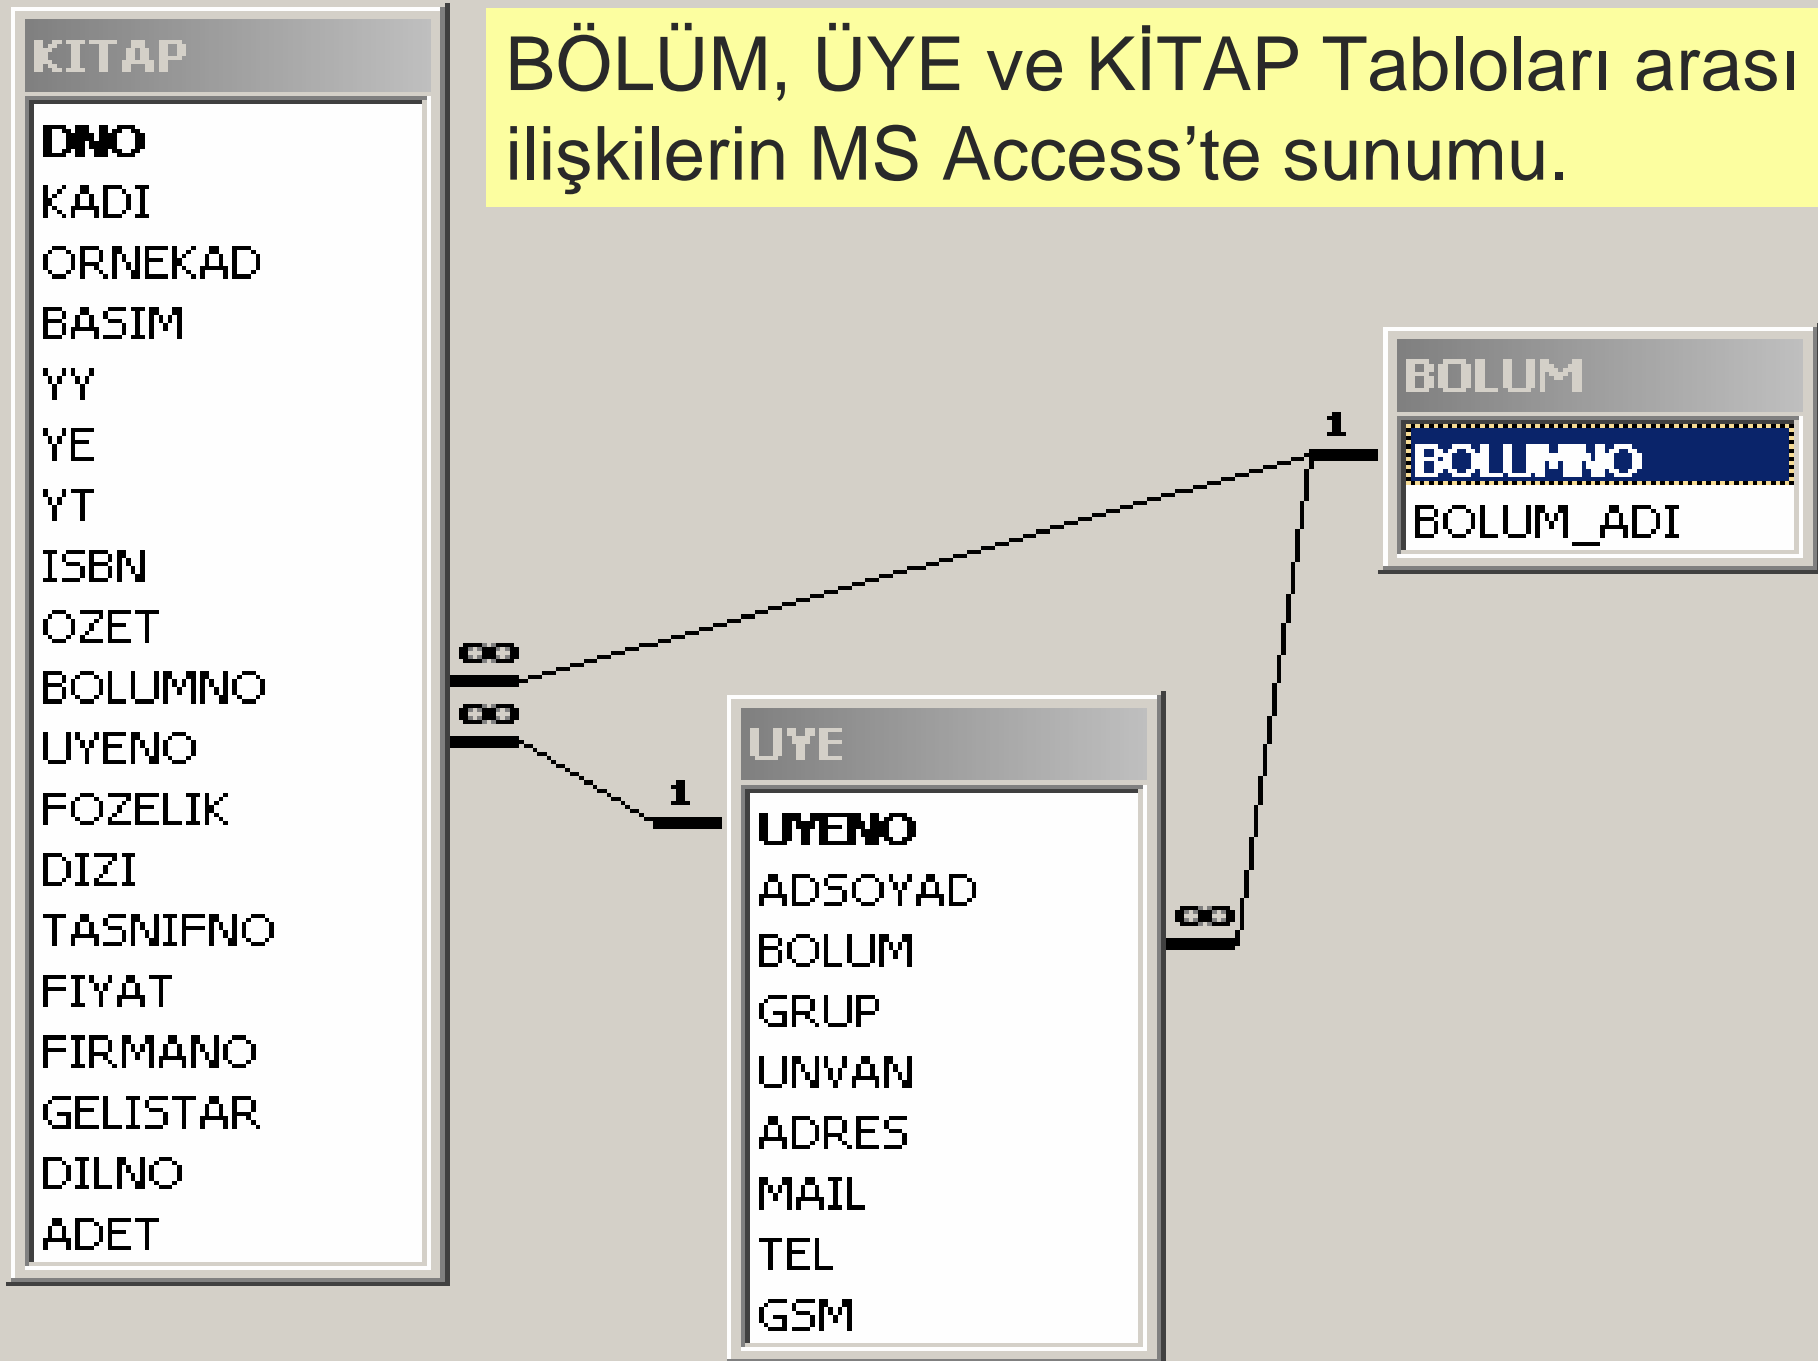 BÖLÜM, ÜYE ve KİTAP Tabloları arası
ilişkilerin MS Access’te sunumu.
KITAP
DNO
KADI
ORNEKAD
BASIM
YY
YE
YT
ISBN
OZET
BOLUMNO
UYENO
FOZELIK
DIZI
TASNIFNO
FIYAT
FIRMANO
GELISTAR
DILNO
ADET
∞
∞
1
UYE
UYENO
ADSOYAD
BOLUM
GRUP
UNVAN
ADRES
MAIL
TEL
GSM
∞
1
BOLUM
BOLUMNO
BOLUM_ADI